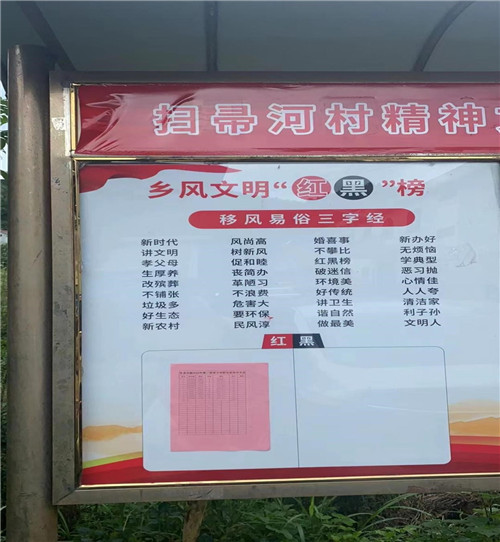 扫帚河村精神文
乡风文明“红黑”榜
移风易俗三字经
新时代 风尚高 婚喜事 新办好
讲文明 树新风 不攀比 无烦恼
孝父母 促和睦 红黑榜 学典型
生厚养 丧简办 破迷信 恶习抛
改殡葬 革陋习 环境美 心情佳
不铺张 不浪费 好传统 人人夸
垃圾多 危害大 讲卫生 清洁家
好生态 要环保 谐自然 利子孙
新农村 民风淳 做最美 文明人
红 黑